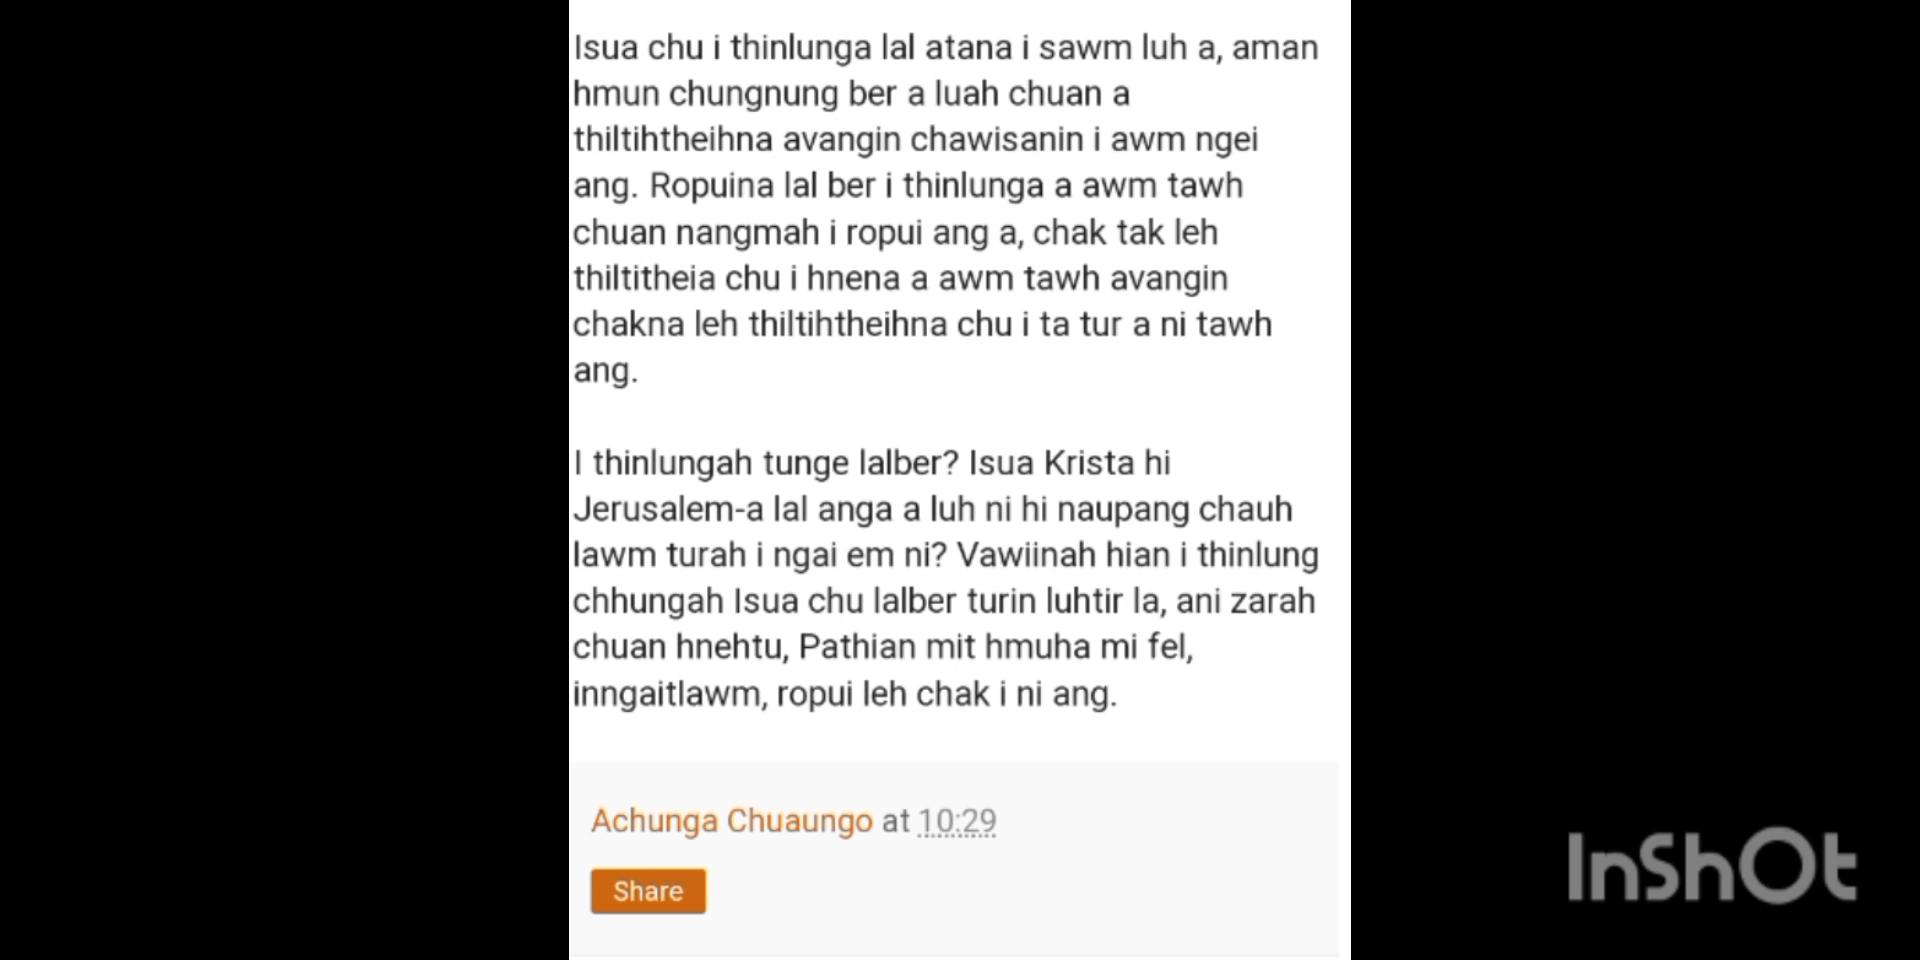 Isua chu i thinlunga lal atana i sawm luh a, aman
hmun chungnung ber a luah chuan a
thiltihtheihna avangin chawisanin i awm ngei
ang. Ropuina lal ber i thinlunga a awm tawh
chuan nangmah i ropui ang a, chak tak leh
thiltitheia chu i hnena a awm tawh avangin
chakna leh thiltihtheihna chu i ta tur a ni tawh
ang.
I thinlungah tunge lalber? Isua Krista hi
Jerusalem-a lal anga a luh ni hi naupang chauh
lawm turah i ngai em ni? Vawiinah hian i thinlung
chhungah Isua chu lalber turin luhtir la, ani zarah
chuan hnehtu, Pathian mit hmuha mi fel,
inngaitlawm, ropui leh chak i ni ang.
Achunga Chuaungo at 10:29
Share
InShOt